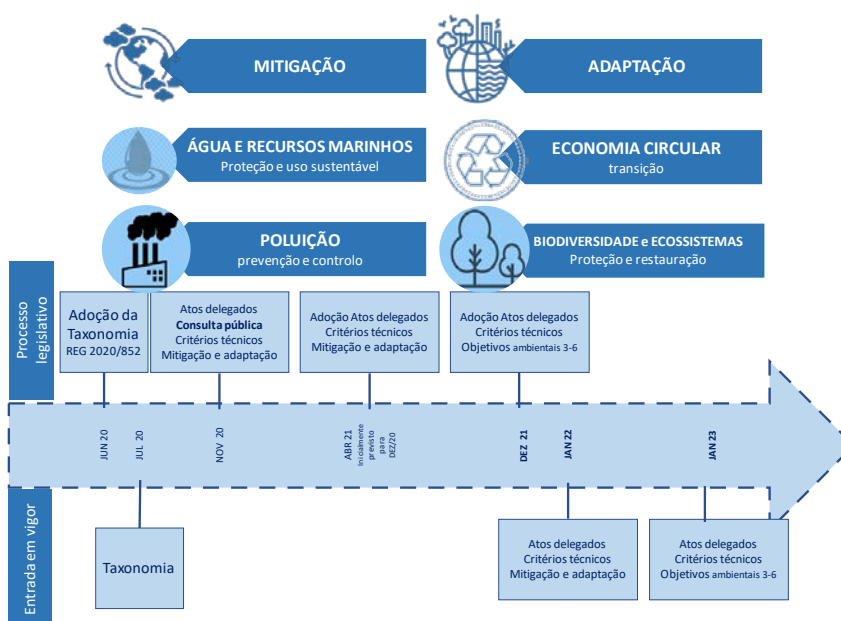 MITIGAÇÃO
ADAPTAÇÃO
ÁGUA E RECURSOS MARINHOS
Proteção e uso sustentável
ECONOMIA CIRCULAR
transição
POLUIÇÃO
prevenção e controlo
BIODIVERSIDADE e ECOSSISTEMAS
Proteção e restauração
Processo
legislativo
Adoção da
Taxonomia
REG 2020/852
Atos delegados
Consulta pública
Critérios técnicos
Mitigação e adaptação
Adoção Atos delegados
Critérios técnicos
Mitigação e adaptação
Adoção Atos delegados
Critérios técnicos
Objetivos ambientais 3-6
JUN 20
JUL 20
NOV 20
ABR 21
Inicialmente
previsto
para
DEZ/20
DEZ 21
JAN 22
JAN 23
Entrada em vigor
Taxonomia
Atos delegados
Critérios técnicos
Mitigação e adaptação
Atos delegados
Critérios técnicos
Objetivos ambientais 3-6